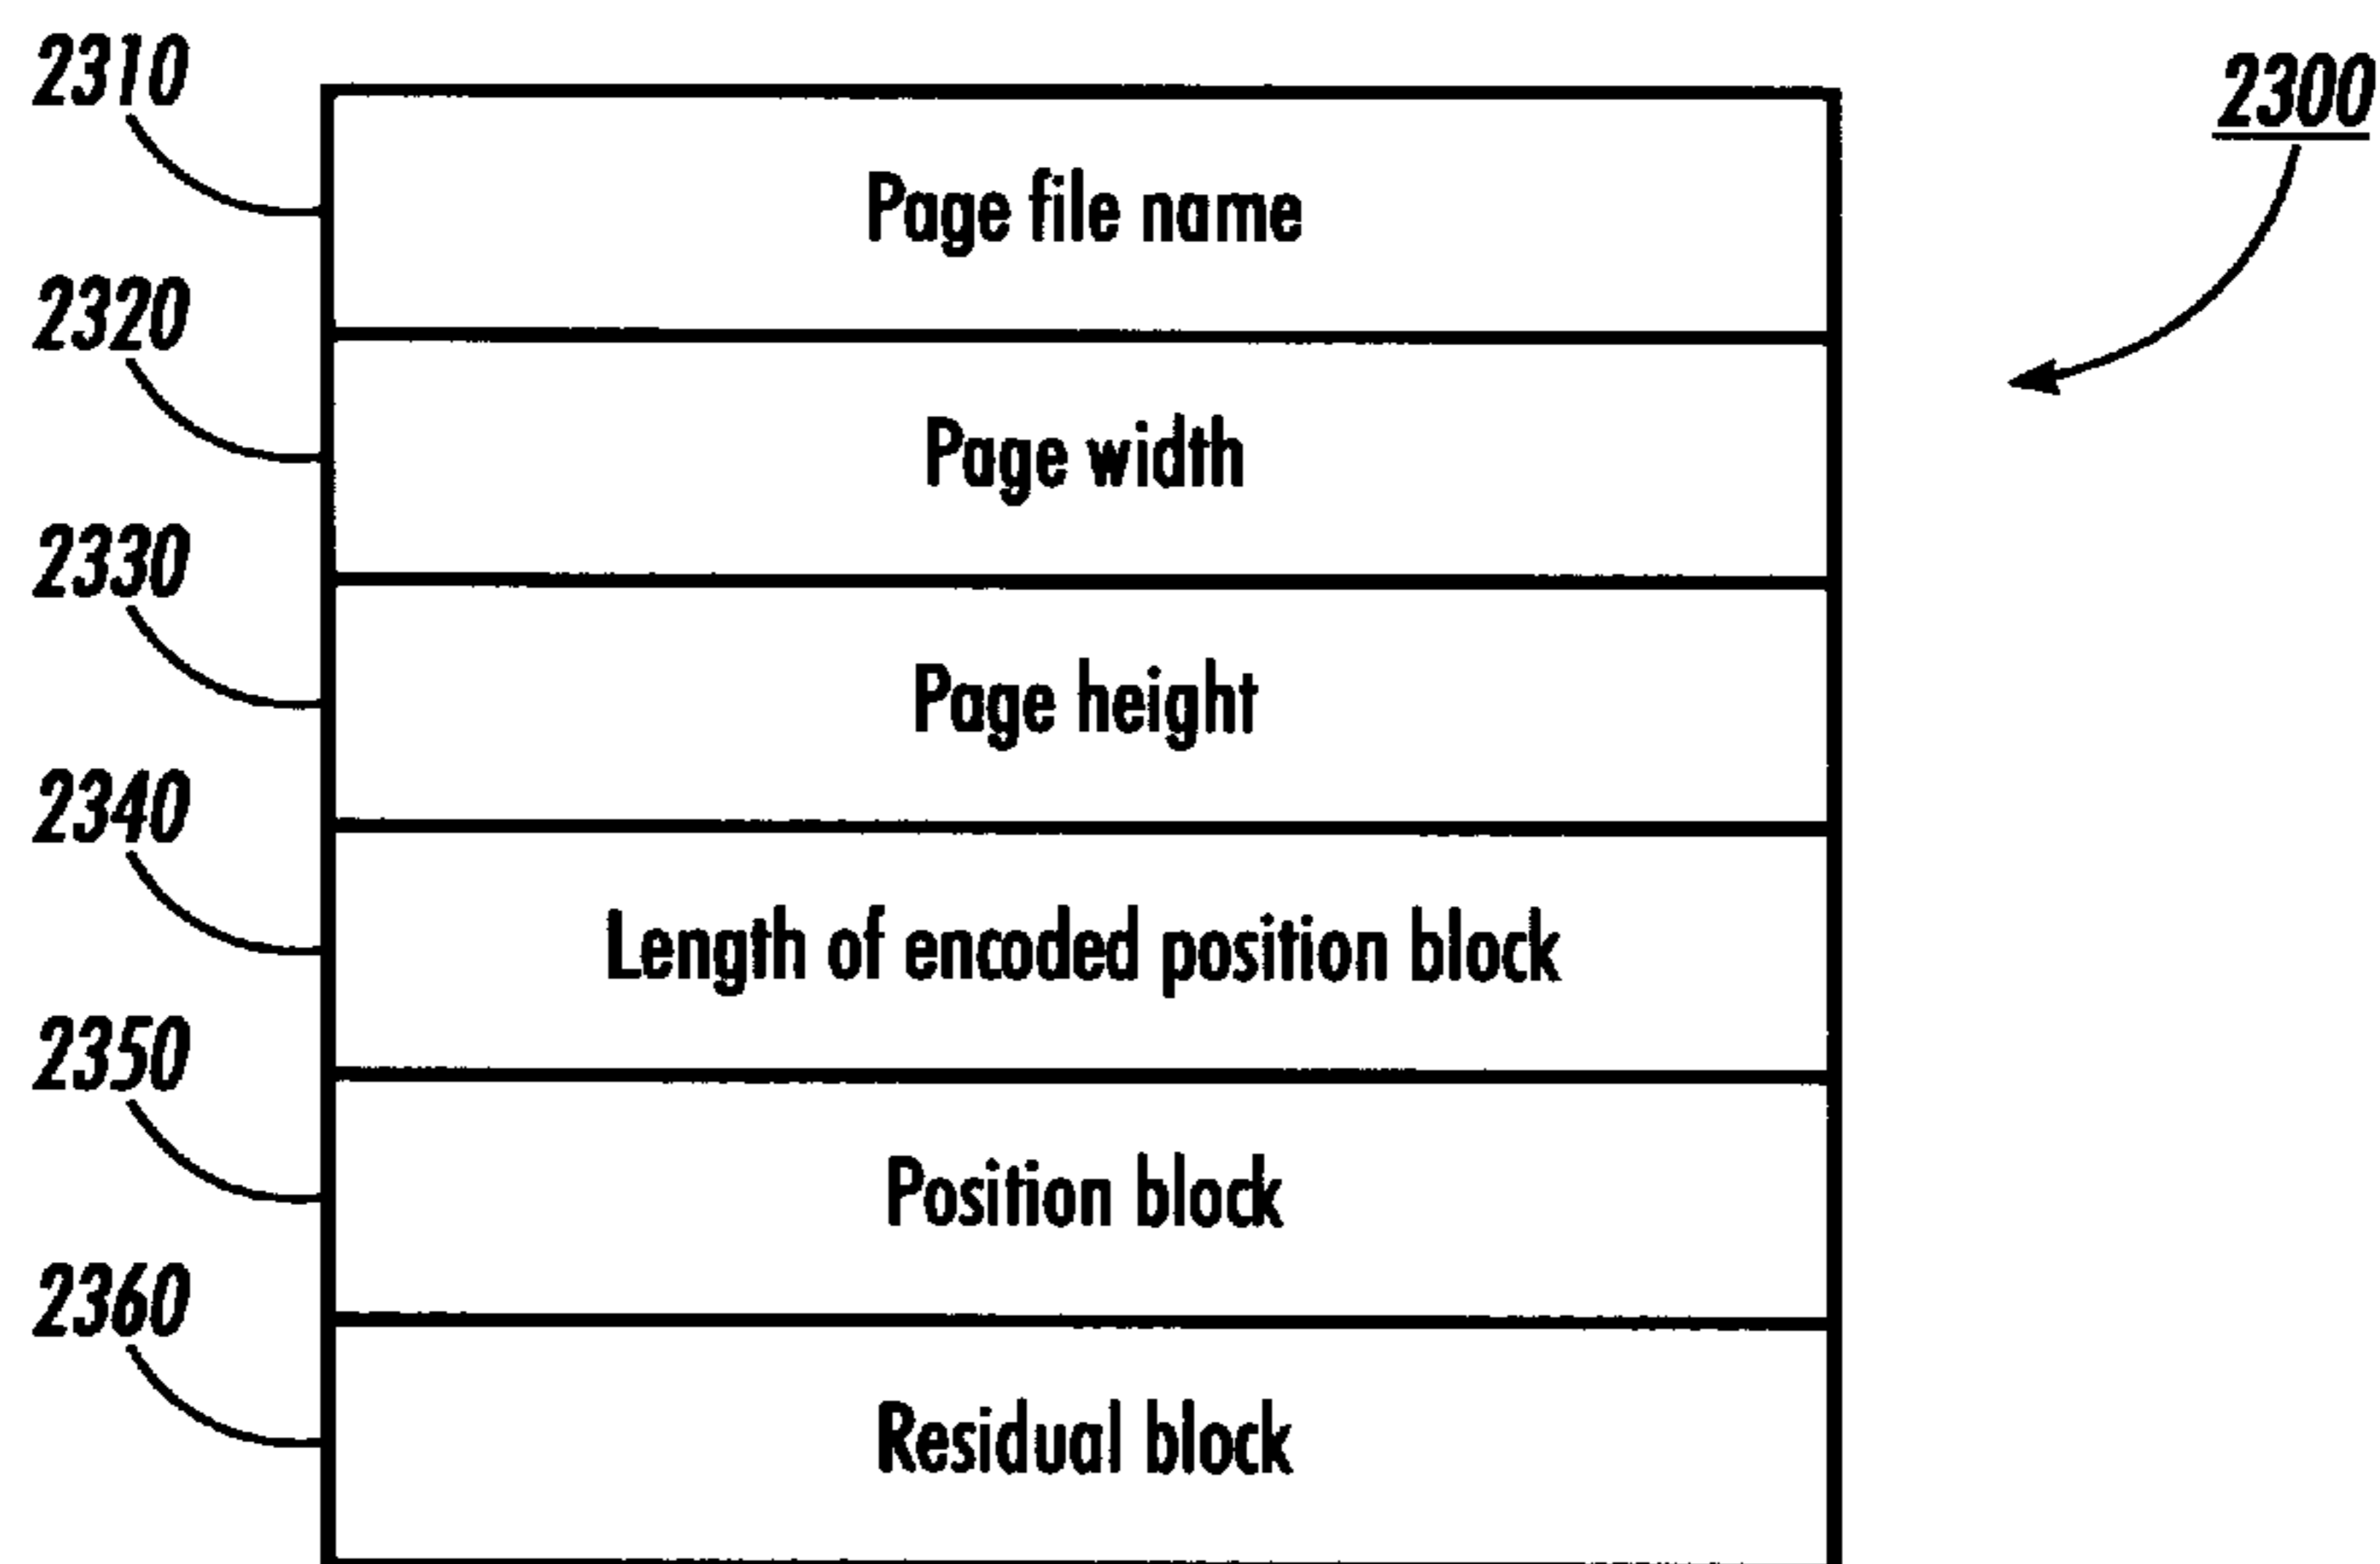 2310
2300
Page file name
2320
Page width
2330
Page height
2340
Length of encoded position block
2350
Position block
2360
Residual block